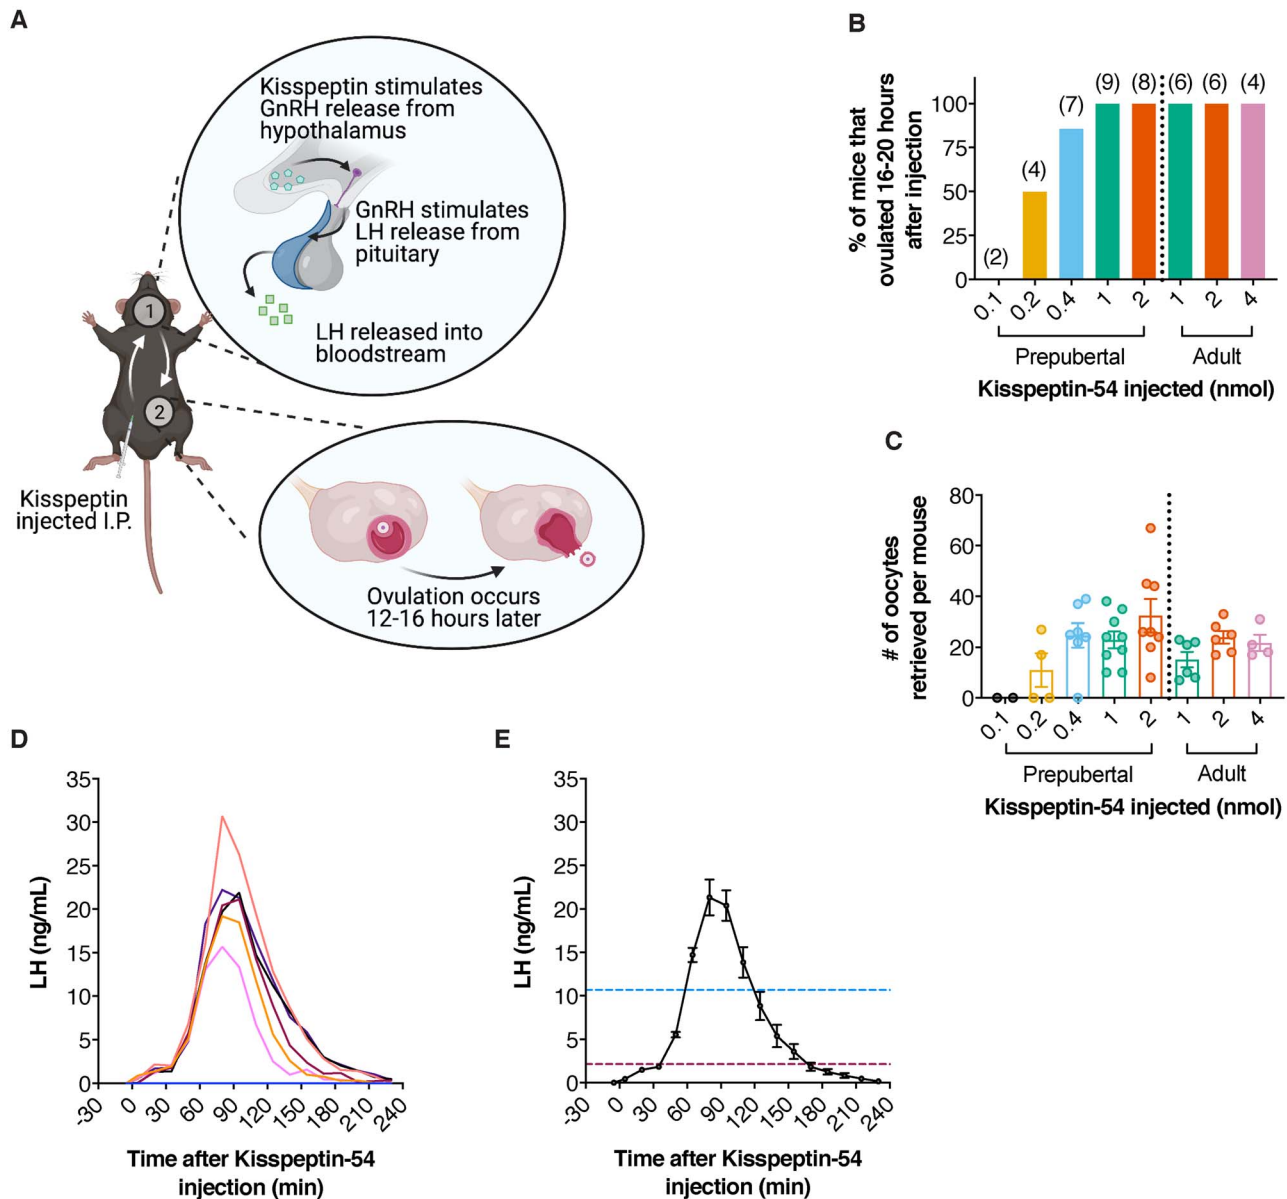 A
Kisspeptin stimulates
GnRH release from
hypothalamus
GnRH stimulates
LH release from
pituitary
LH released into
bloodstream
1
2
Kisspeptin
injected I.P.
Ovulation occurs
12-16 hours later
B
% of mice that
ovulated 16-20 hours
after injection
100
75
50
25
0
(2)
(4)
(7)
(9)
(8)
(6)
(6)
(4)
0.1
0.2
0.4
1
2
1
2
4
Prepubertal
Adult
Kisspeptin-54 injected (nmol)
C
# of oocytes
retrieved per mouse
80
60
40
20
0
0.1
0.2
0.4
1
2
1
2
4
Prepubertal
Adult
Kisspeptin-54 injected (nmol)
D
LH (ng/mL)
35
30
25
20
15
10
5
0
-30
0
30
60
90
120
150
180
210
240
Time after Kisspeptin-54
injection (min)
E
LH (ng/mL)
35
30
25
20
15
10
5
0
-30
0
30
60
90
120
150
180
210
240
Time after Kisspeptin-54
injection (min)